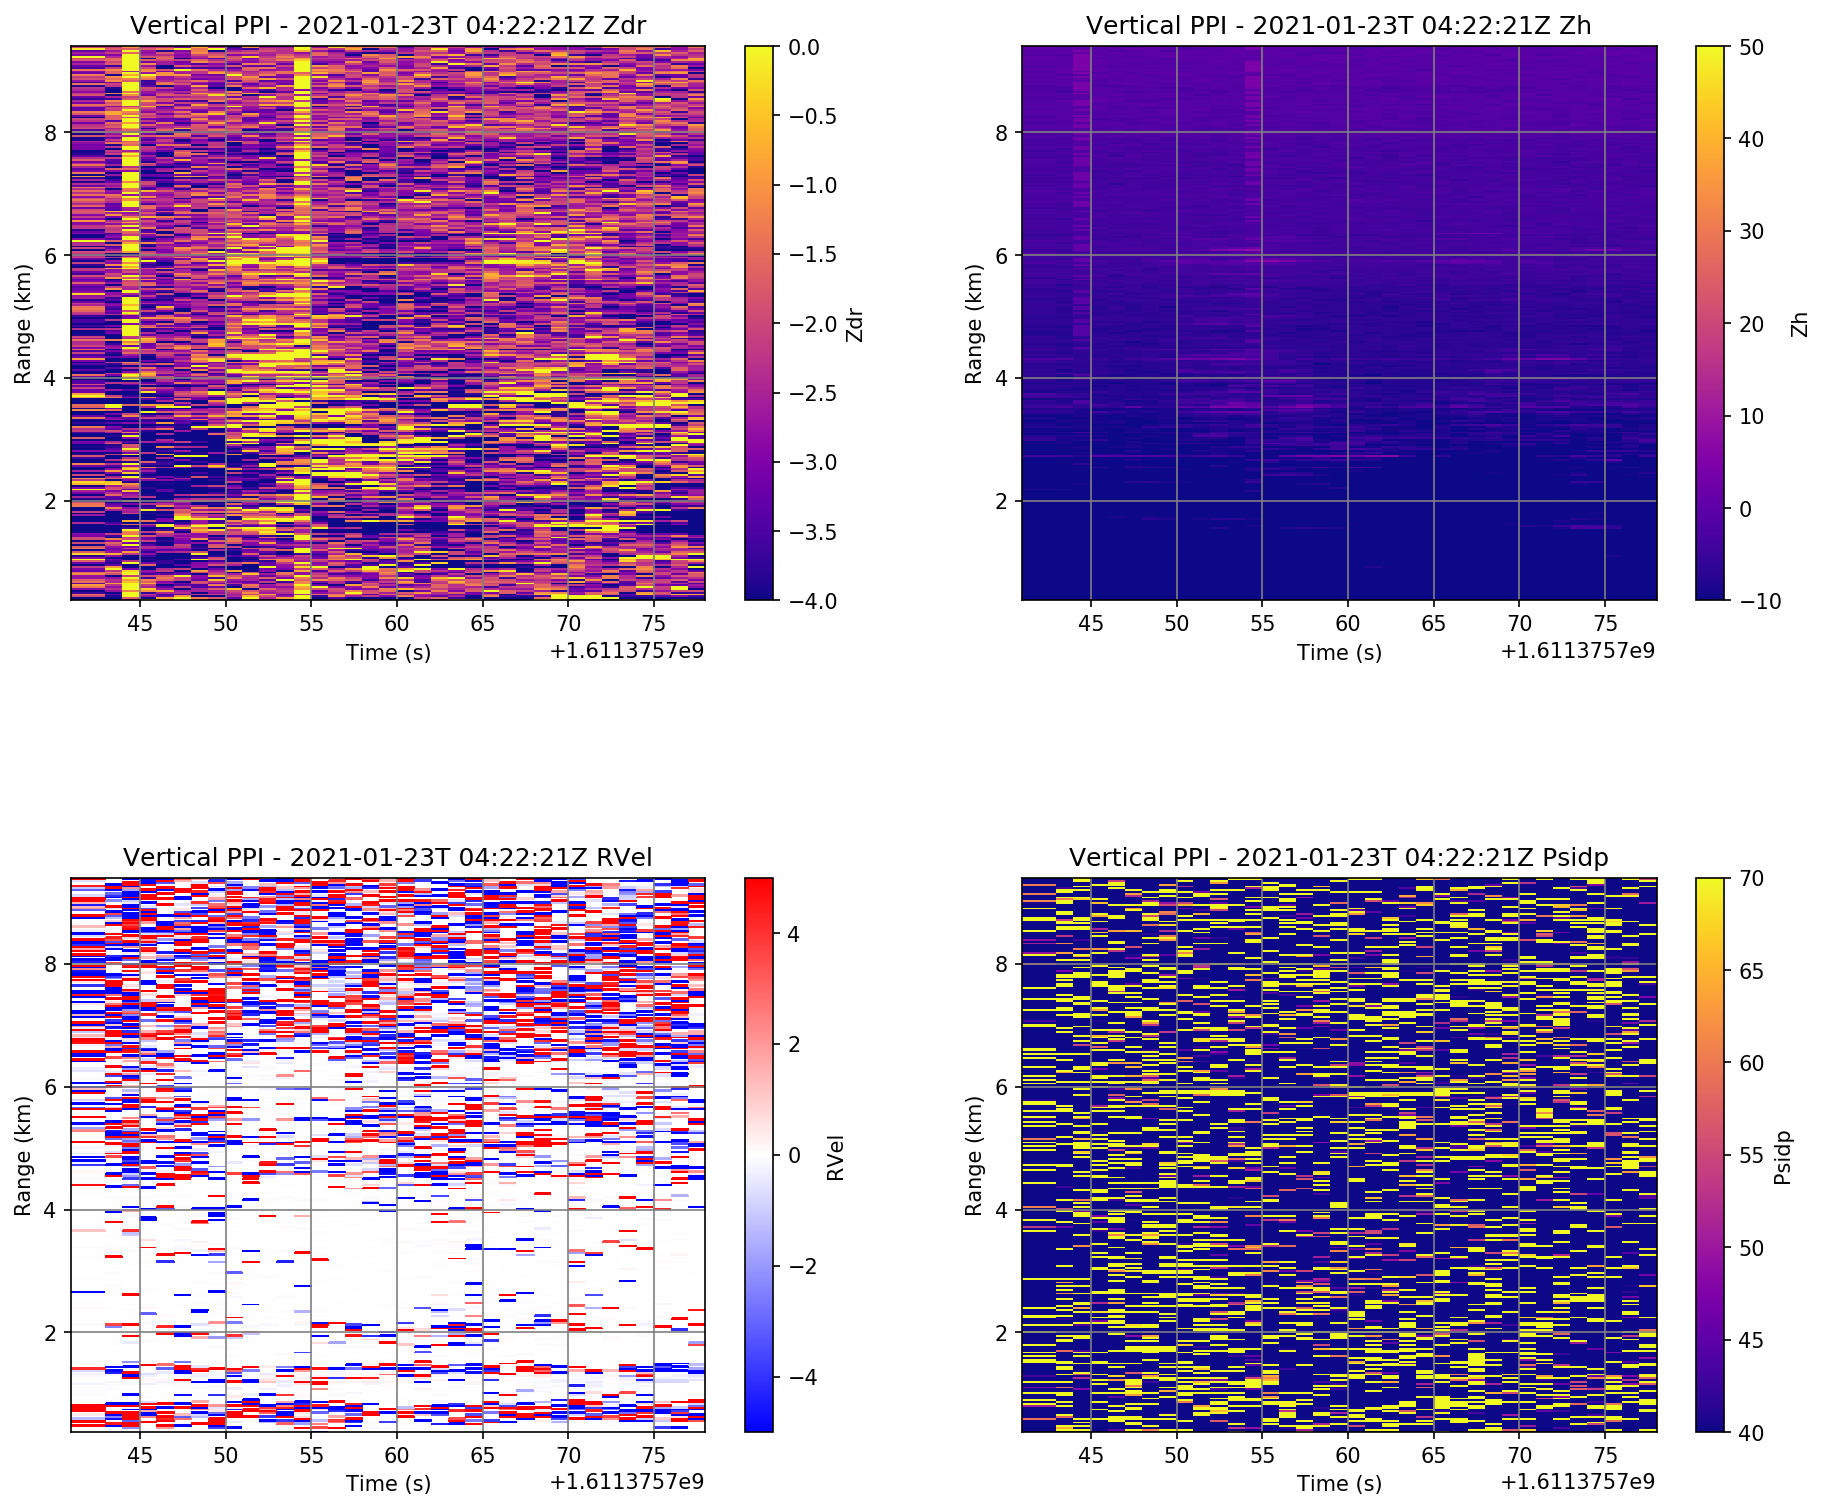 Vertical PPI - 2021-01-23T 04:22:21Z Zdr
8
6
4
2
Range (km)
45 50 55 60 65 70 75
Time (s)
+1.6113757e9
0.0
−0.5
−1.0
−1.5
−2.0
−2.5
−3.0
−3.5
−4.0
Zdr
Vertical PPI - 2021-01-23T 04:22:21Z Zh
8
6
4
2
Range (km)
45 50 55 60 65 70 75
Time (s)
+1.6113757e9
50
40
30
20
10
0
−10
Zh
Vertical PPI - 2021-01-23T 04:22:21Z RVel
8
6
4
2
Range (km)
45 50 55 60 65 70 75
Time (s)
+1.6113757e9
4
2
0
−2
−4
RVel
Vertical PPI - 2021-01-23T 04:22:21Z Psidp
8
6
4
2
Range (km)
45 50 55 60 65 70 75
Time (s)
+1.6113757e9
70
65
60
55
50
45
40
Psidp